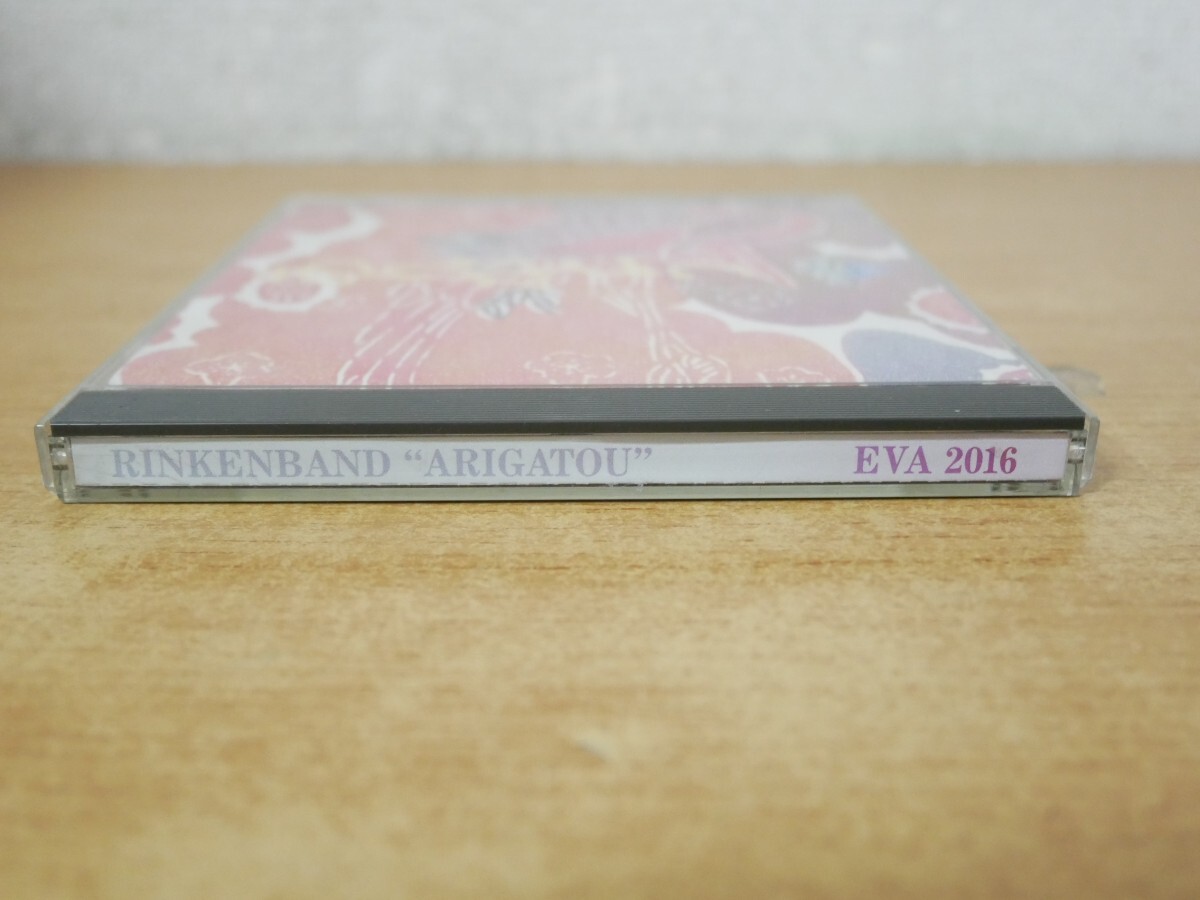 RINKENBAND “ARIGATOU” EVA 2016